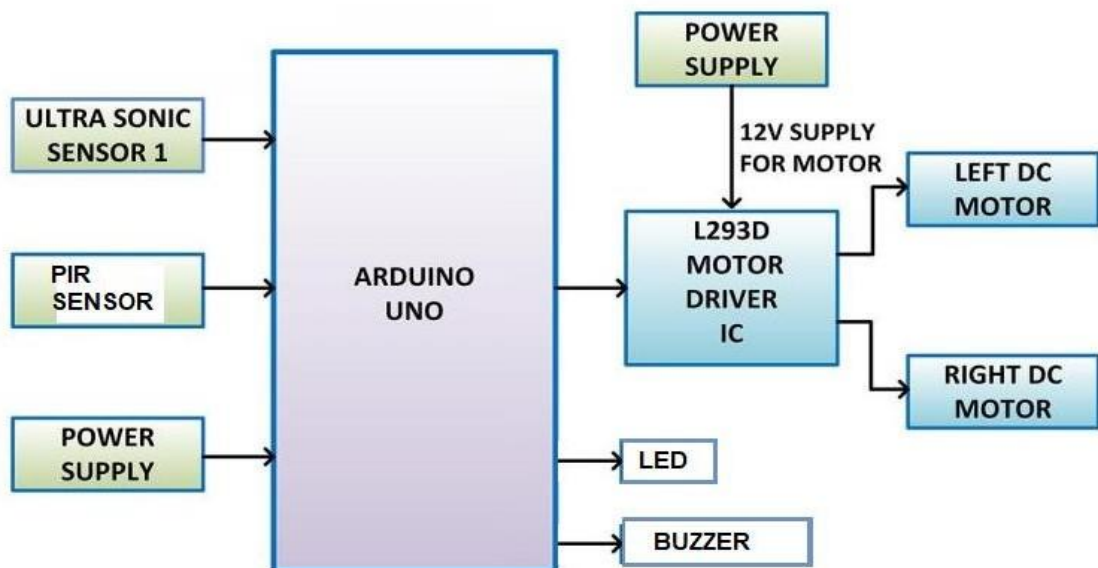 POWER
SUPPLY
ULTRA SONIC
SENSOR 1
12V SUPPLY
FOR MOTOR
LEFT DC
MOTOR
PIR
SENSOR
ARDUINO
UNO
L293D
MOTOR
DRIVER
IC
RIGHT DC
MOTOR
POWER
SUPPLY
LED
BUZZER